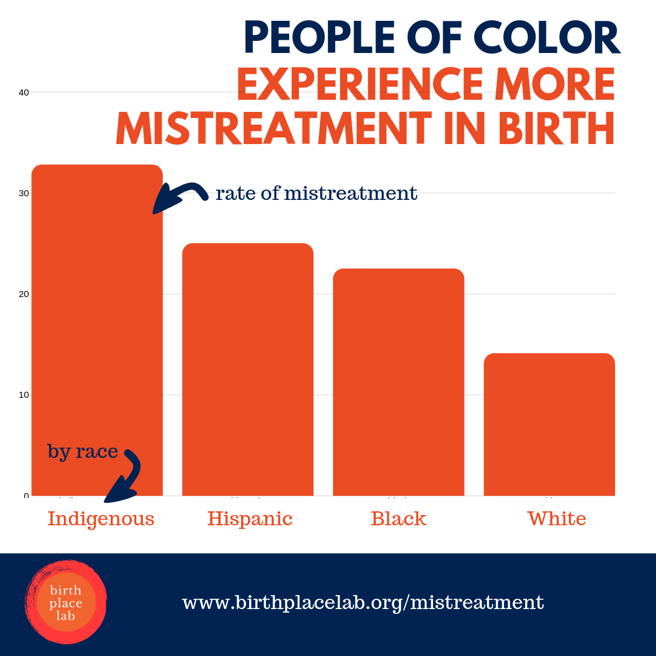 PEOPLE OF COLOR
EXPERIENCE MORE
MISTREATMENT IN BIRTH
40
30
rate of mistreatment
20
10
by race
0
Indigenous Hispanic Black White
birth
place
lab
www.birthplacelab.org/mistreatment